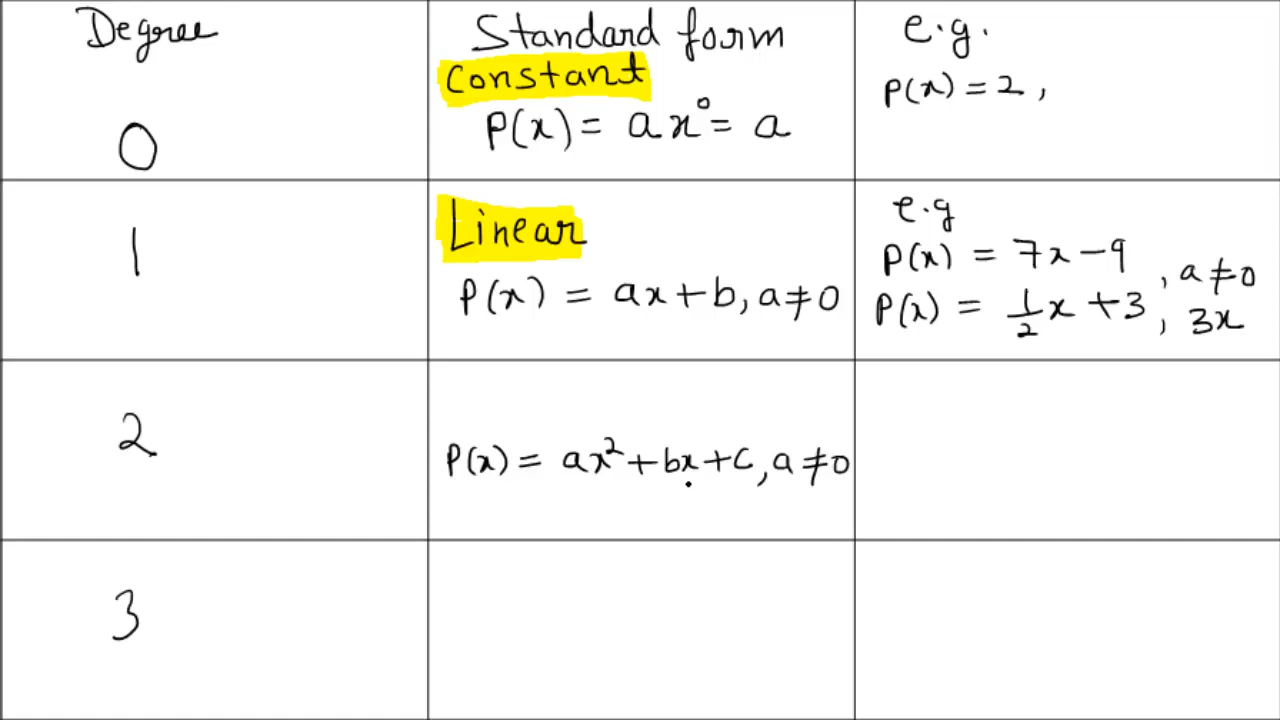 Degree
Standard form
e.g.
Constant
P(x) = 2,
0
P(x) = ax⁰ = a
1
Linear
P(x) = ax+b, a≠0
e.g
P(x) = 7x-9
, a≠0
P(x) = 1/2 x +3
, 3x
2
P(x) = ax²+bx+c, a≠0
3